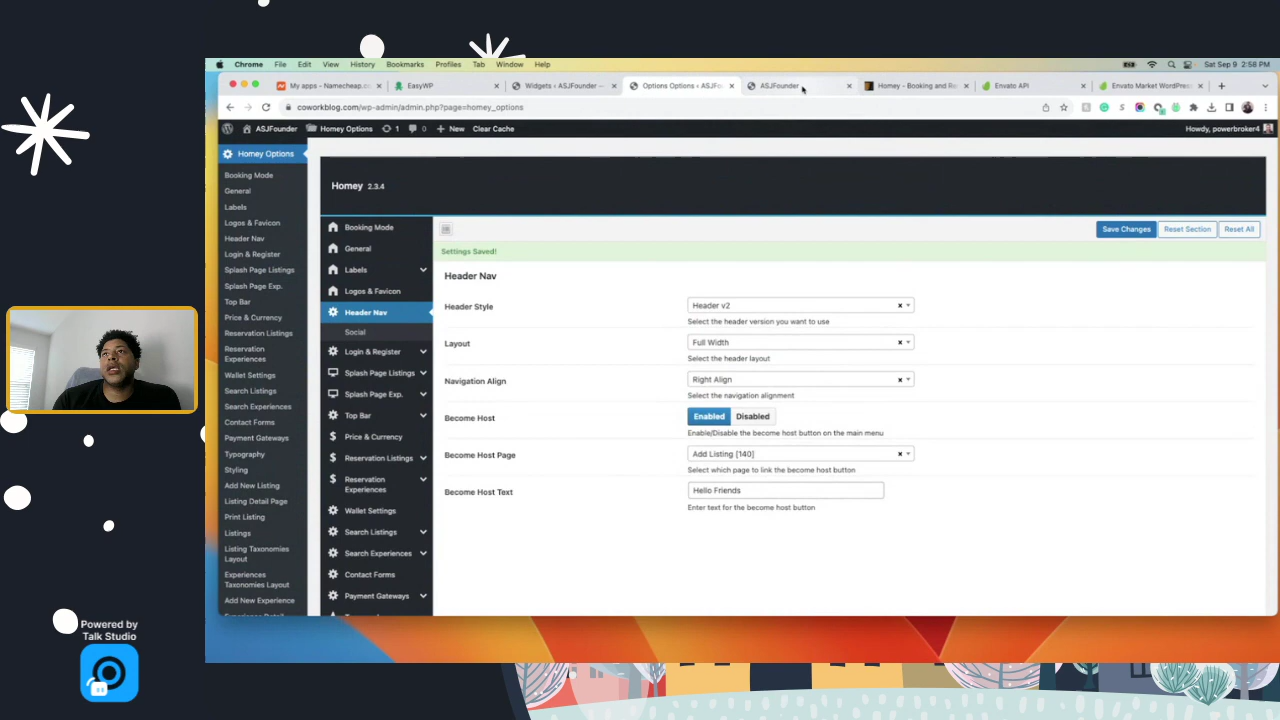 Chrome File Edit View History Bookmarks Profiles Tab Window Help
Sat Sep 9 2:58 PM
My apps - Namecheap.c
EasyWP
Widgets ‹ ASJFounder —
Options Options ‹ ASJFo
ASJFounder
Homey - Booking and Re
Envato API
Envato Market WordPres
coworkblog.com/wp-admin/admin.php?page=homey_options
ASJFounder Homey Options 1 0 New Clear Cache
Howdy, powerbroker4
Homey Options
Booking Mode
General
Labels
Logos & Favicon
Header Nav
Login & Register
Splash Page Listings
Splash Page Exp.
Top Bar
Price & Currency
Reservation Listings
Reservation
Experiences
Wallet Settings
Search Listings
Search Experiences
Contact Forms
Payment Gateways
Typography
Styling
Add New Listing
Listing Detail Page
Print Listing
Listings
Listing Taxonomies
Layout
Experiences
Taxonomies Layout
Add New Experience
Homey 2.3.4
Booking Mode
General
Labels
Logos & Favicon
Header Nav
Social
Login & Register
Splash Page Listings
Splash Page Exp.
Top Bar
Price & Currency
Reservation Listings
Reservation
Experiences
Wallet Settings
Search Listings
Search Experiences
Contact Forms
Payment Gateways
Save Changes Reset Section Reset All
Settings Saved!
Header Nav
Header Style
Header v2
Select the header version you want to use
Layout
Full Width
Select the header layout
Navigation Align
Right Align
Select the navigation alignment
Become Host
Enabled Disabled
Enable/Disable the become host button on the main menu
Become Host Page
Add Listing [140]
Select which page to link the become host button
Become Host Text
Hello Friends
Enter text for the become host button
Powered by
Talk Studio